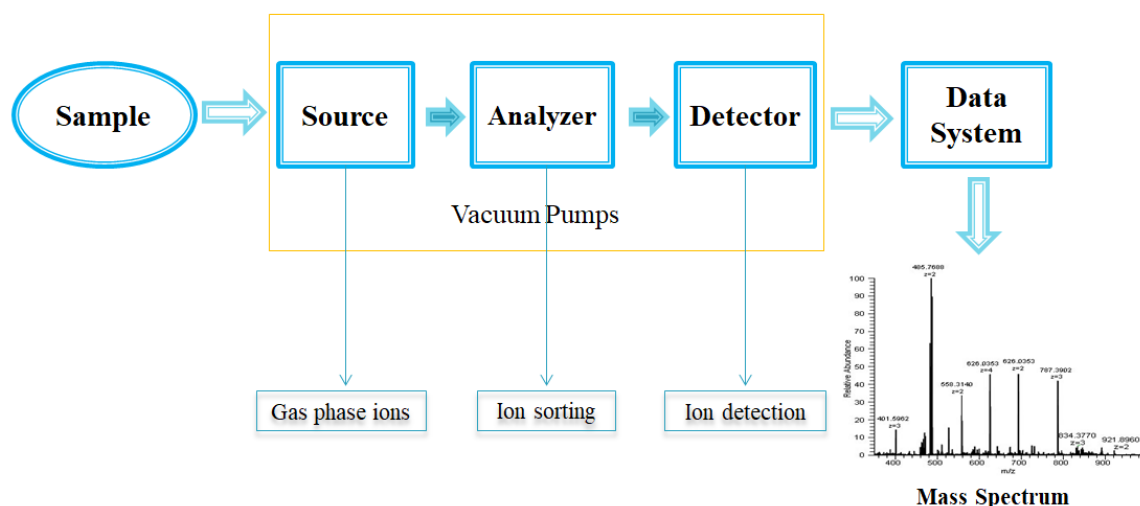 Sample
Source
Analyzer
Detector
Data
System
Vacuum Pumps
Gas phase ions
Ion sorting
Ion detection
485.7688
z=2
100
90
80
70
60
50
40
30
20
10
0
Relative Abundance
401.5962
z=3
558.3140
z=2
626.0353
z=4
626.0353
z=2
787.3902
z=3
834.3770
z=3
921.8960
z=2
400
500
600
700
800
900
m/z
Mass Spectrum